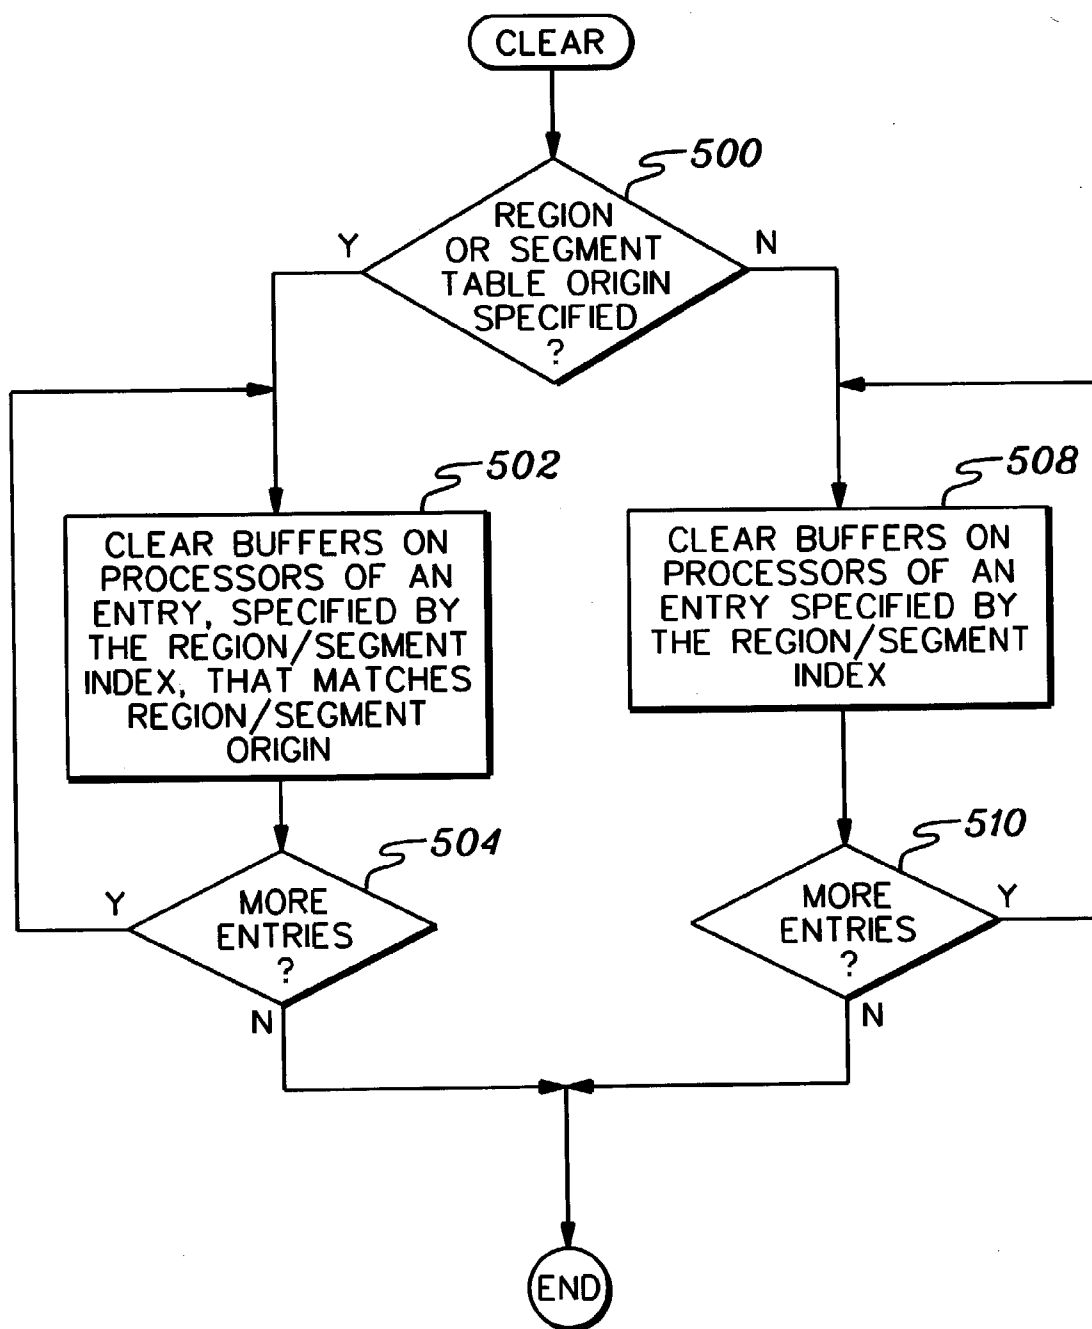 CLEAR
500
REGION
OR SEGMENT
TABLE ORIGIN
SPECIFIED
?
Y
N
502
CLEAR BUFFERS ON
PROCESSORS OF AN
ENTRY, SPECIFIED BY
THE REGION/SEGMENT
INDEX, THAT MATCHES
REGION/SEGMENT
ORIGIN
508
CLEAR BUFFERS ON
PROCESSORS OF AN
ENTRY SPECIFIED BY
THE REGION/SEGMENT
INDEX
504
MORE
ENTRIES
?
Y
N
510
MORE
ENTRIES
?
Y
N
END